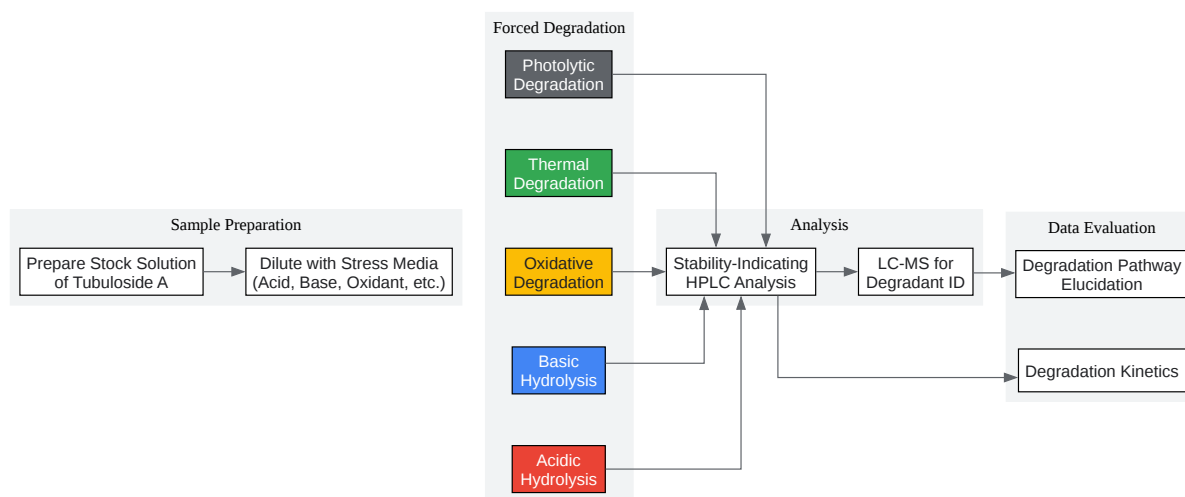 Sample Preparation
Prepare Stock Solution
of Tubuloside A
Dilute with Stress Media
(Acid, Base, Oxidant, etc.)
Forced Degradation
Photolytic
Degradation
Thermal
Degradation
Oxidative
Degradation
Basic
Hydrolysis
Acidic
Hydrolysis
Analysis
Stability-Indicating
HPLC Analysis
LC-MS for
Degradant ID
Data Evaluation
Degradation Pathway
Elucidation
Degradation Kinetics